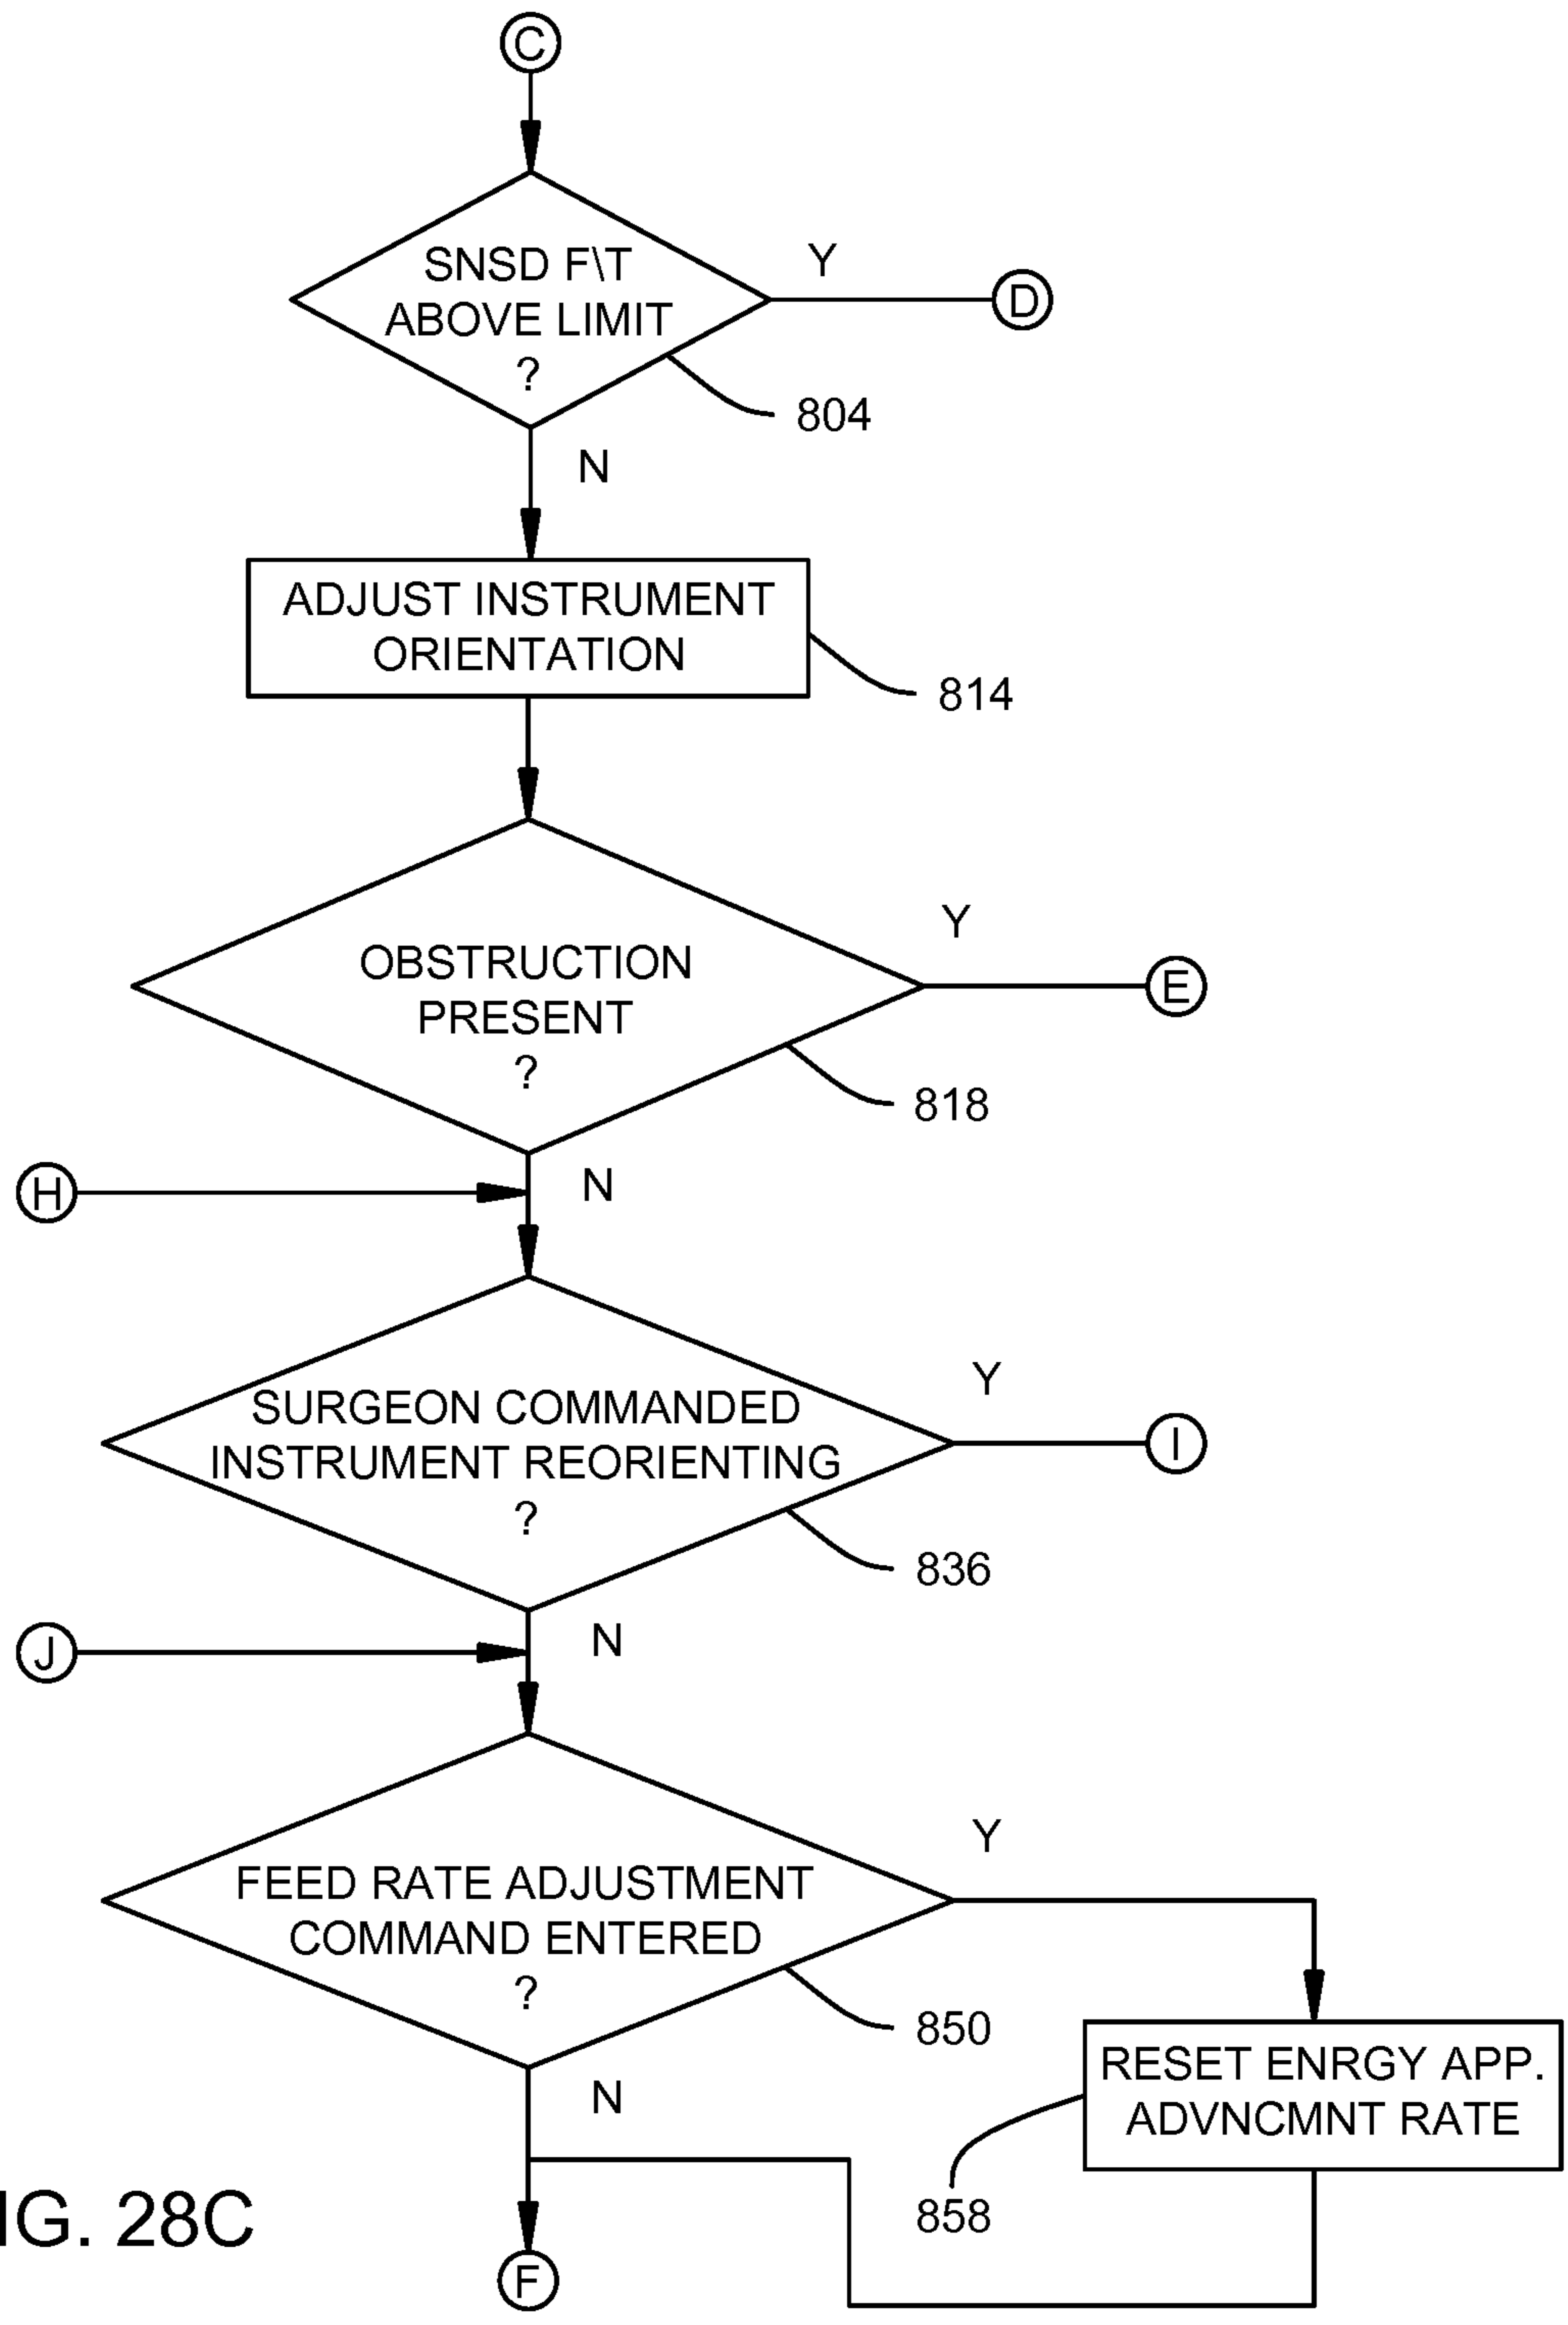 C
SNSD F\T
ABOVE LIMIT
?
Y
D
804
N
ADJUST INSTRUMENT
ORIENTATION
814
OBSTRUCTION
PRESENT
?
Y
E
818
H
N
SURGEON COMMANDED
INSTRUMENT REORIENTING
?
Y
I
836
J
N
FEED RATE ADJUSTMENT
COMMAND ENTERED
?
Y
850
RESET ENRGY APP.
ADVNCMNT RATE
858
N
IG. 28C
F